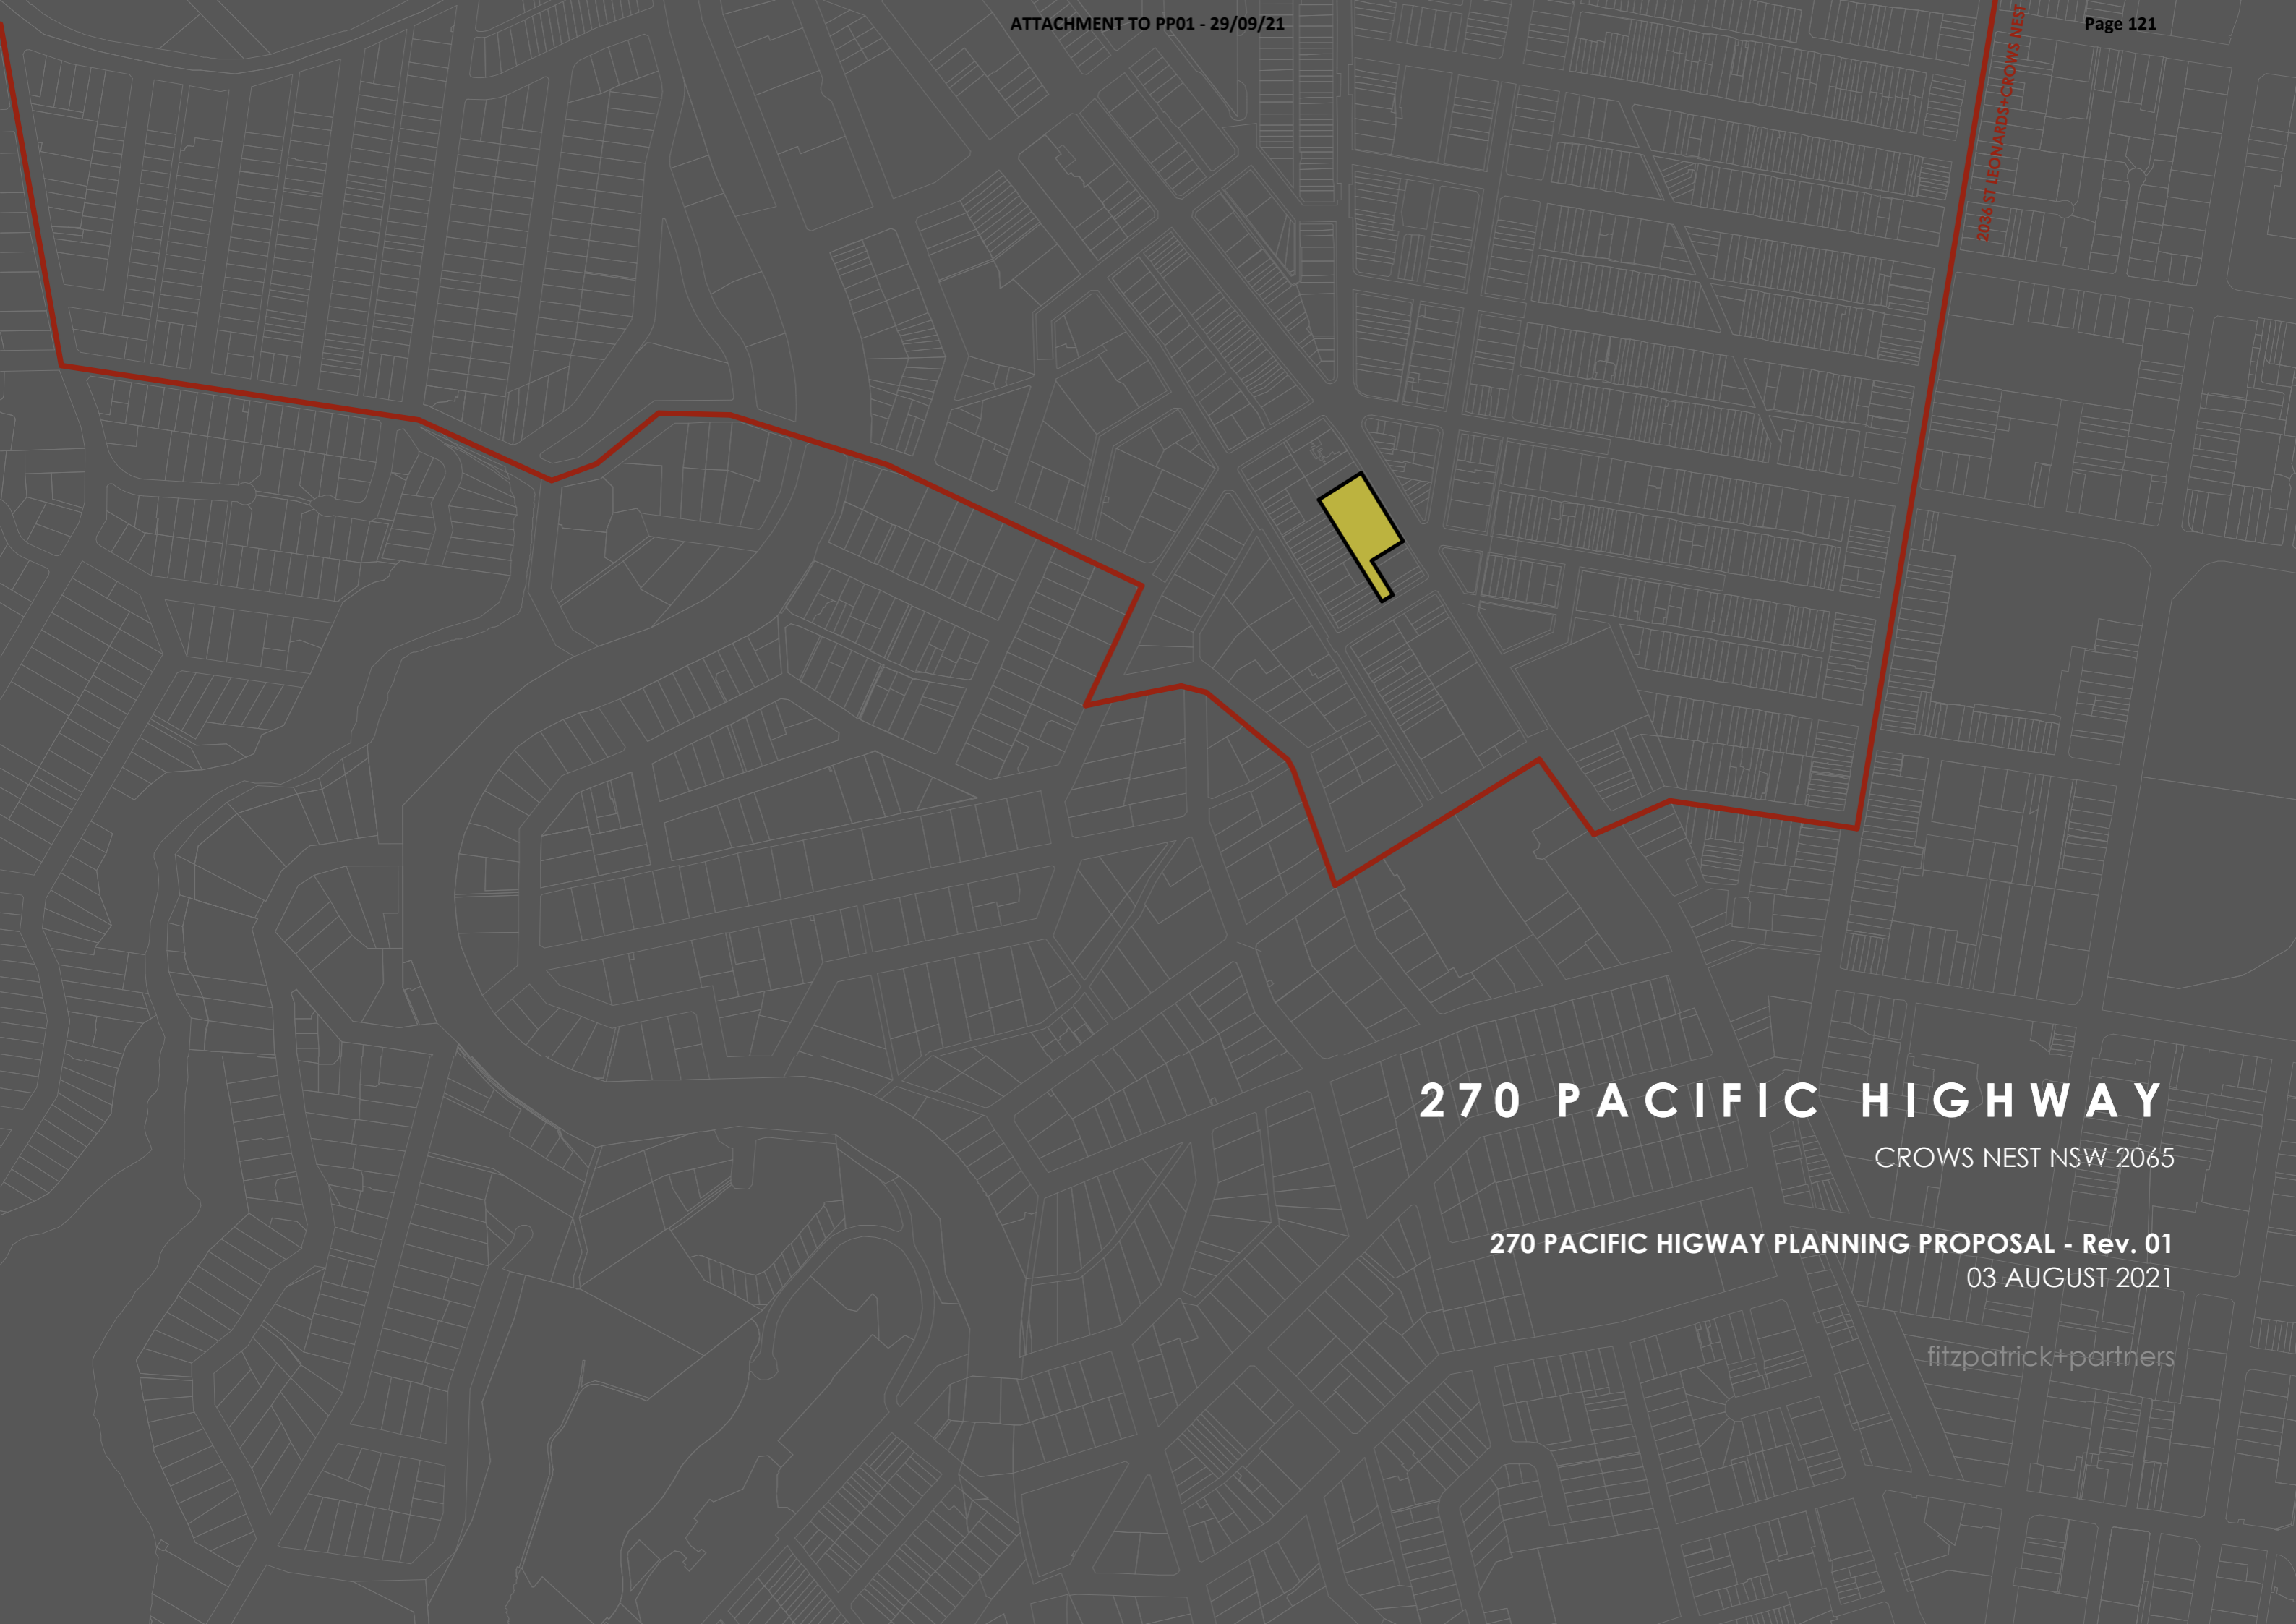 ATTACHMENT TO PP01 - 29/09/21
Page 121
2036 ST LEONARDS+CROWS NEST
270 PACIFIC HIGHWAY
CROWS NEST NSW 2065
270 PACIFIC HIGWAY PLANNING PROPOSAL - Rev. 01
03 AUGUST 2021
fitzpatrick+partners